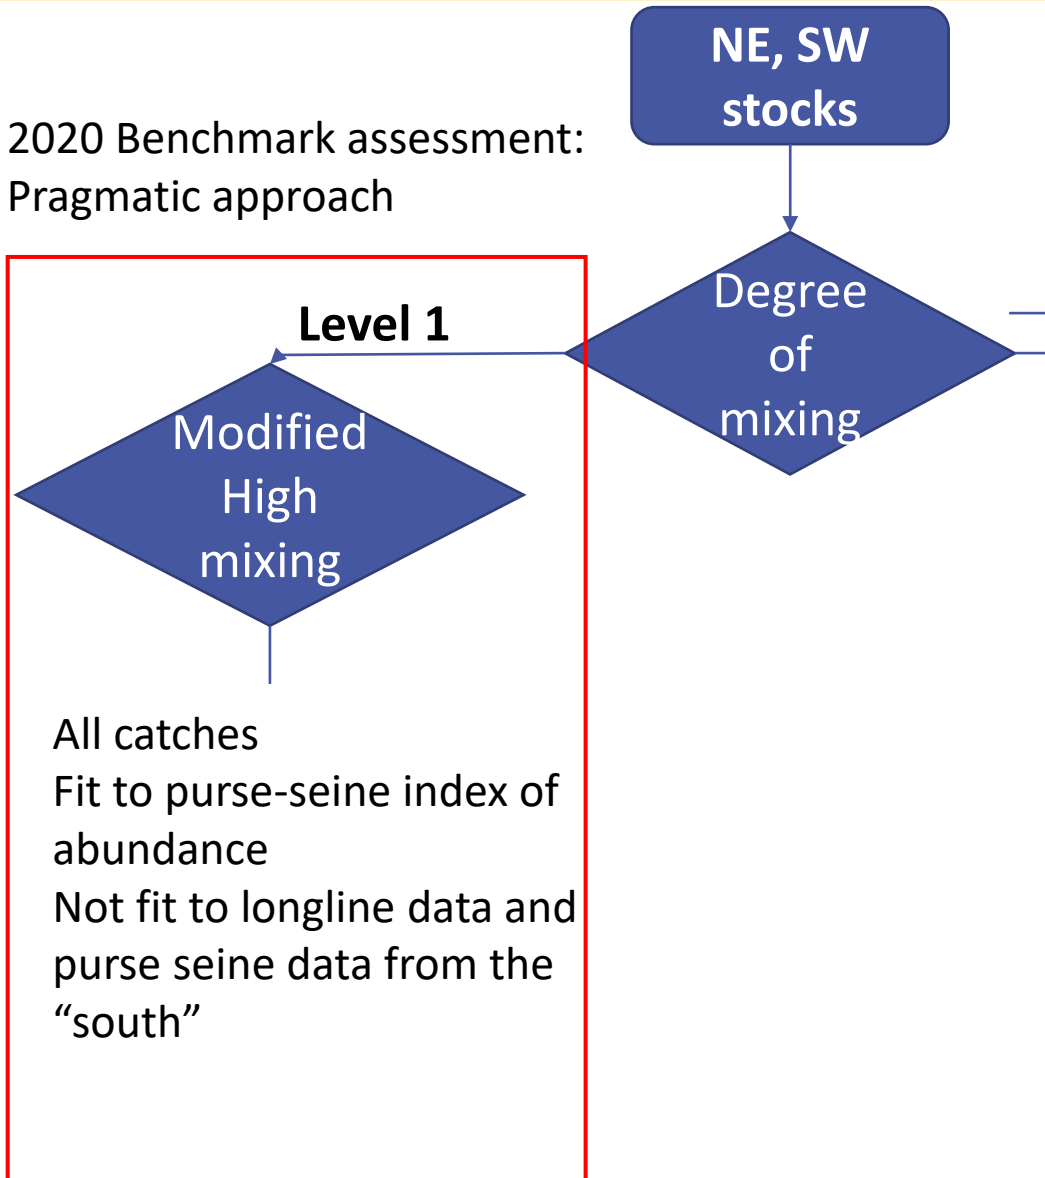 NE, SW
stocks
2020 Benchmark assessment:
Pragmatic approach
Degree
of
mixing
Level 1
Modified
High
mixing
All catches
Fit to purse-seine index of
abundance
Not fit to longline data and
purse seine data from the
“south”